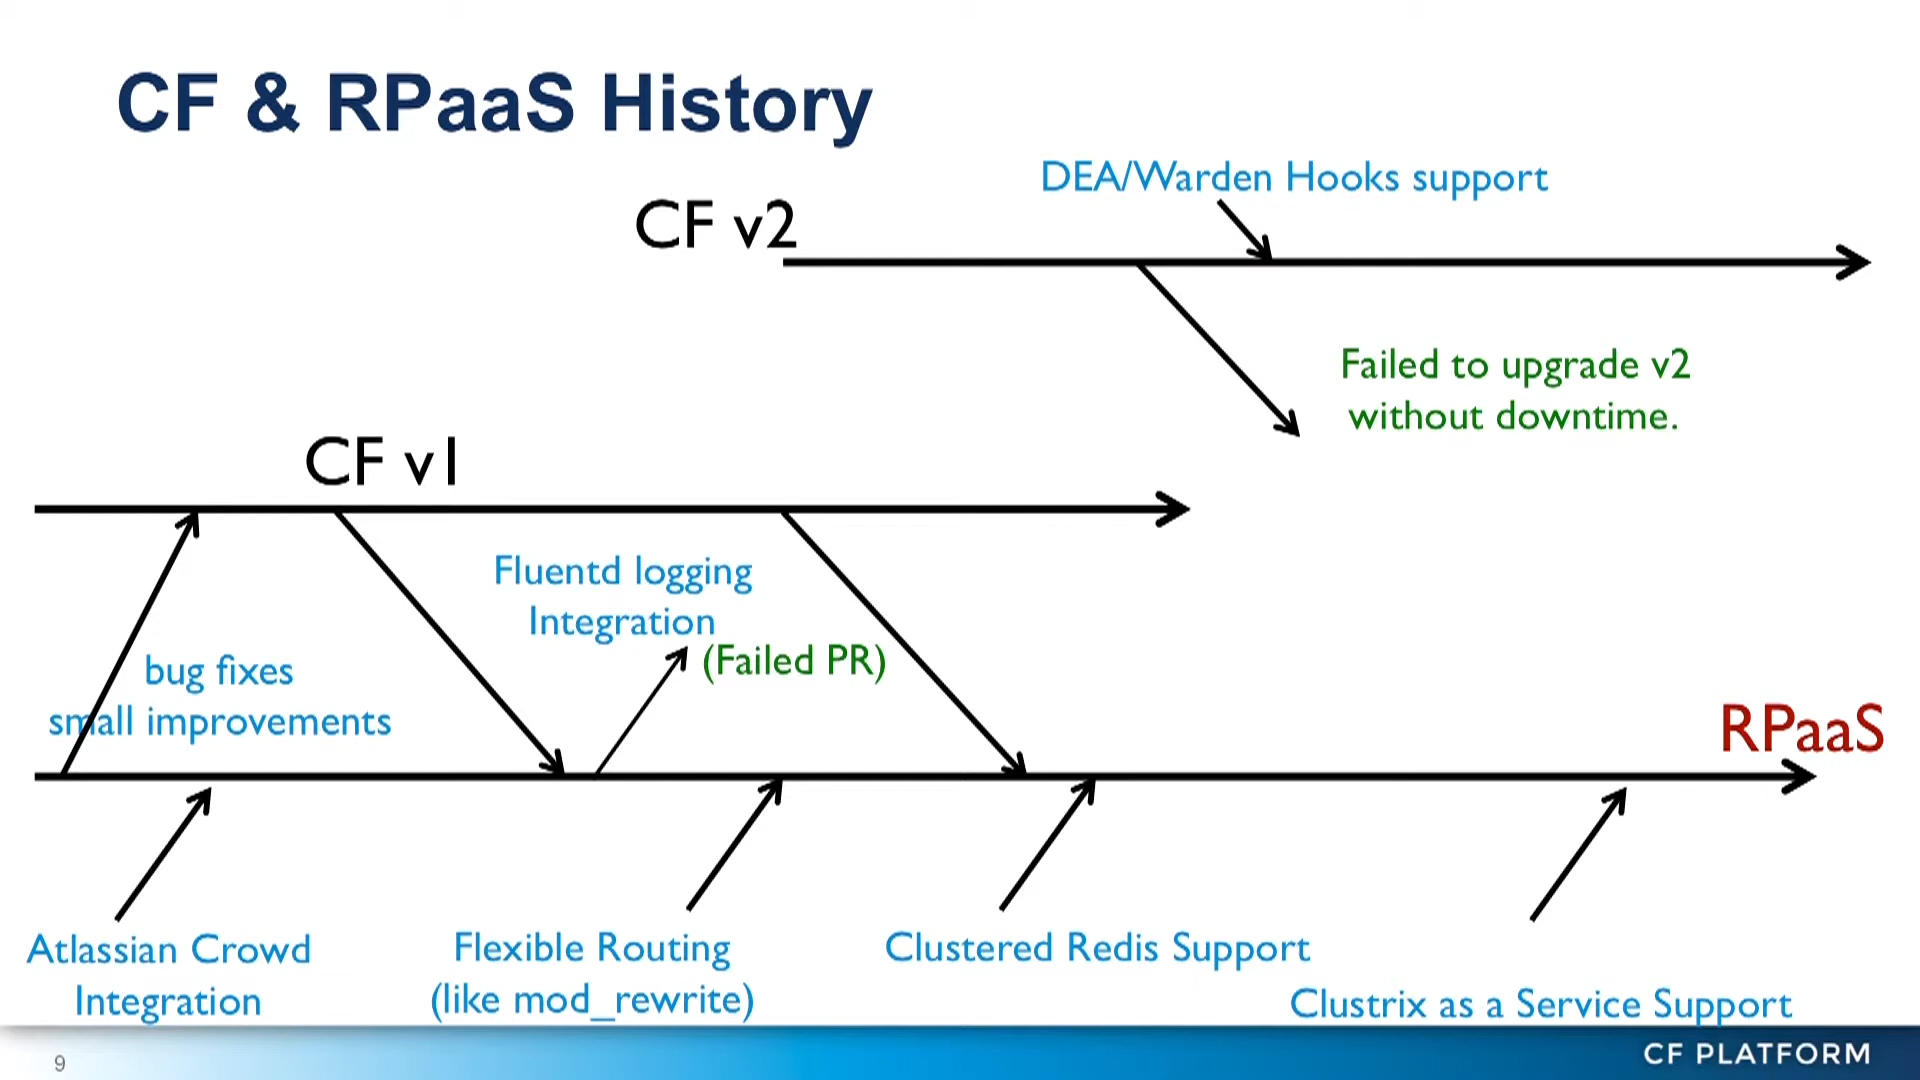 CF & RPaaS History
DEA/Warden Hooks support
CF v2
Failed to upgrade v2
without downtime.
CF v1
Fluentd logging
Integration
(Failed PR)
bug fixes
small improvements
RPaaS
Atlassian Crowd
Integration
Flexible Routing
(like mod_rewrite)
Clustered Redis Support
Clustrix as a Service Support
9
CF PLATFORM